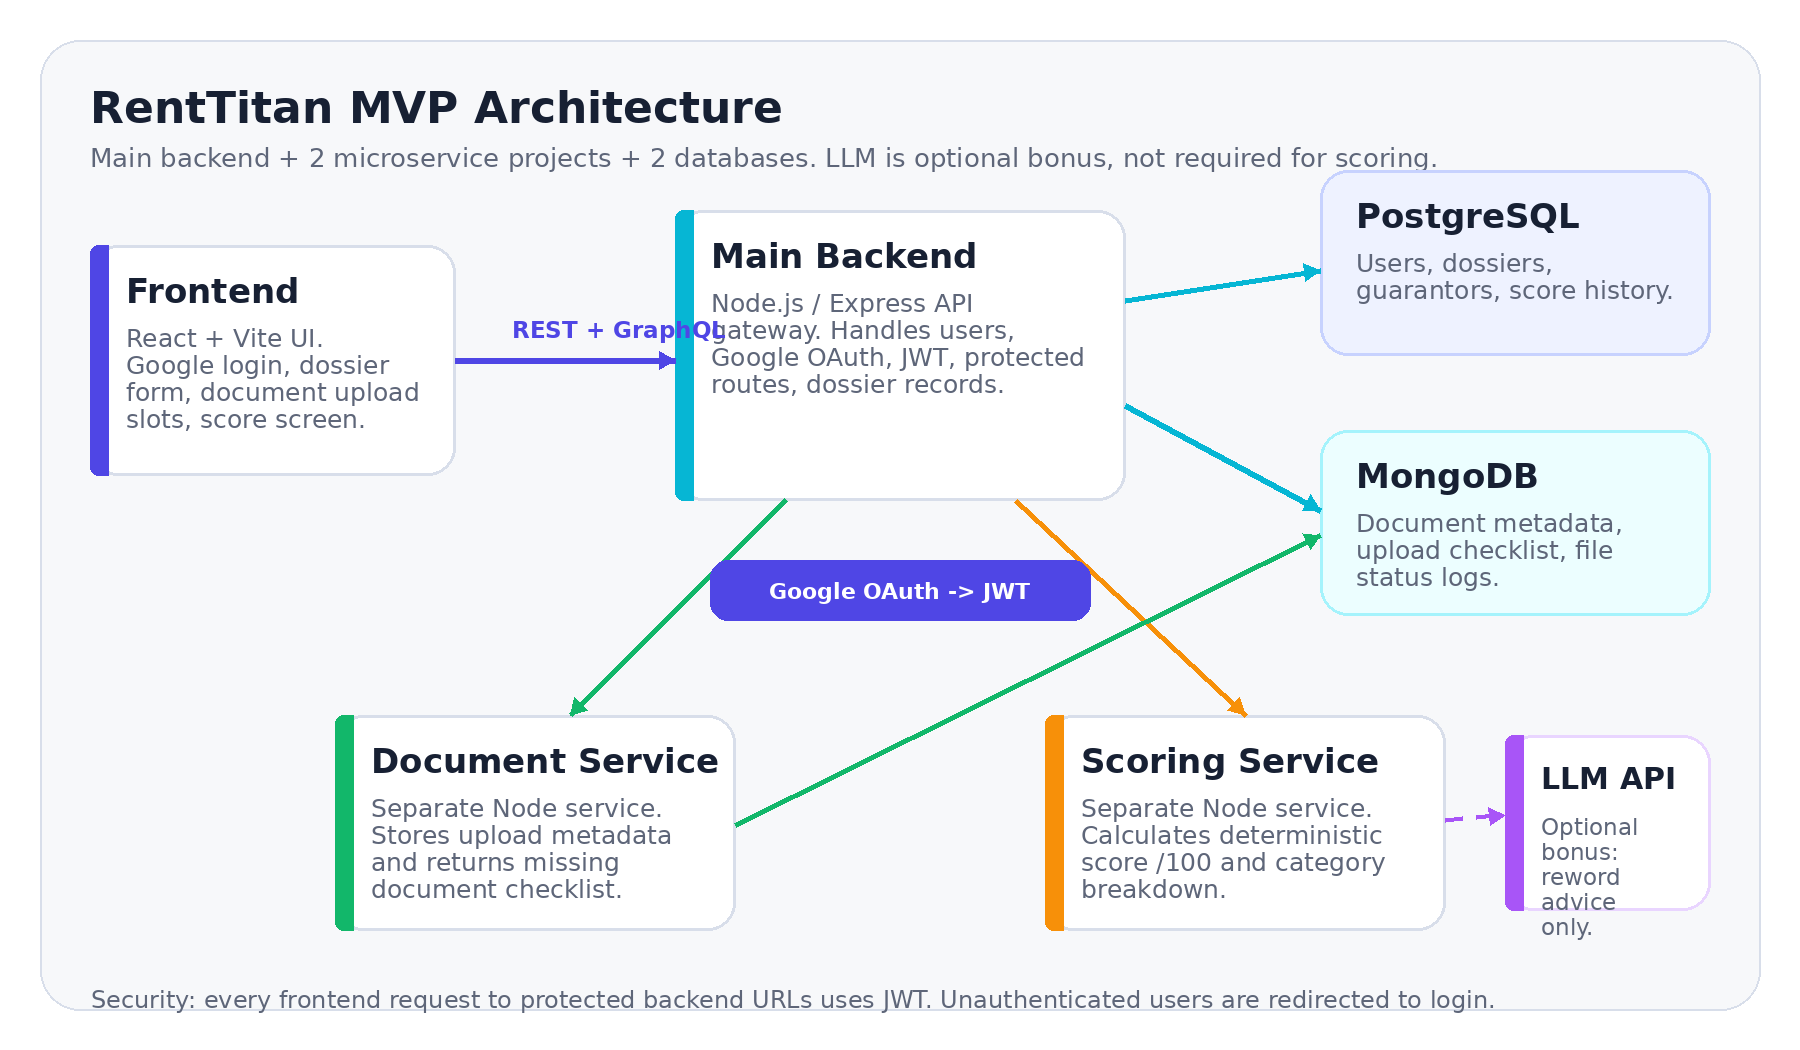 RentTitan MVP Architecture
Main backend + 2 microservice projects + 2 databases. LLM is optional bonus, not required for scoring.
Frontend
React + Vite UI.
Google login, dossier
form, document upload
slots, score screen.
REST + GraphQL
Main Backend
Node.js / Express API
gateway. Handles users,
Google OAuth, JWT, protected
routes, dossier records.
PostgreSQL
Users, dossiers,
guarantors, score history.
MongoDB
Document metadata,
upload checklist, file
status logs.
Google OAuth -> JWT
Document Service
Separate Node service.
Stores upload metadata
and returns missing
document checklist.
Scoring Service
Separate Node service.
Calculates deterministic
score /100 and category
breakdown.
LLM API
Optional
bonus:
reword
advice
only.
Security: every frontend request to protected backend URLs uses JWT. Unauthenticated users are redirected to login.